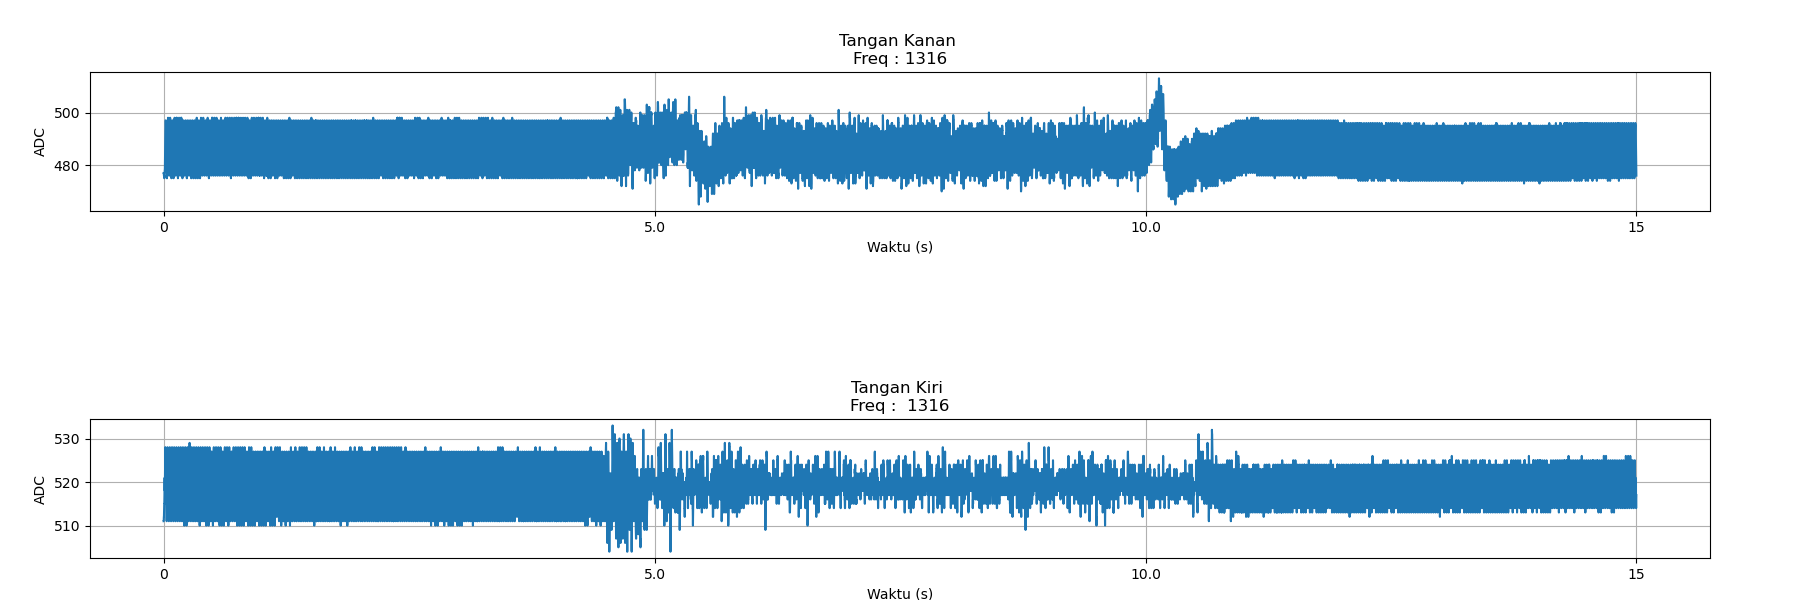 Tangan Kanan
Freq : 1316
500
480
ADC
0 5.0 10.0 15
Waktu (s)
Tangan Kiri
Freq :  1316
530
520
510
ADC
0 5.0 10.0 15
Waktu (s)